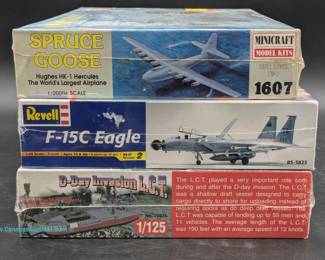 SPRUCE
GOOSE
Hughes HK-1 Hercules
The World's Largest Airplane
1/200th SCALE
MINICRAFT
MODEL KITS
1607
Revell
F-15C Eagle
2
85-5823
D-Day Invasion L.C.T.
1/125
The L.C.T. played a very important role both
during and after the D-day invasion. The L.C.T.
was a shallow draft vessel designed to carry
cargo directly to shore for unloading instead of
requiring docks as do deep draft vessels. The
L.C.T. was capable of landing up to 55 men and
11 vehicles. The average length of the L.C.T.
was 120 feet with an average speed of 12 knots.